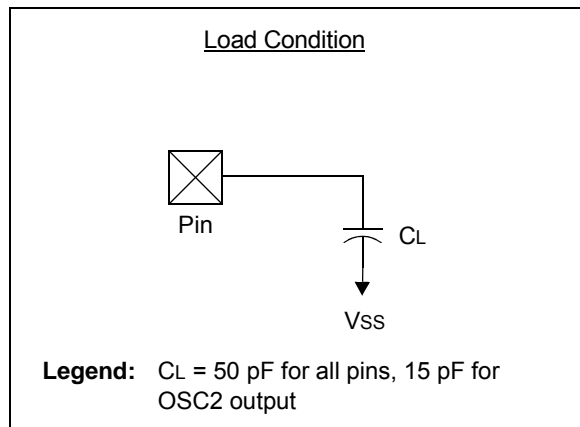 Load Condition
Pin
CL
VSS
Legend: CL = 50 pF for all pins, 15 pF for
OSC2 output